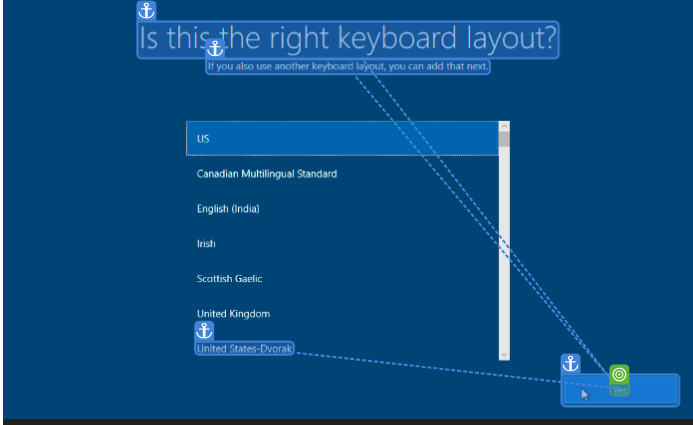 Is this the right keyboard layout?
If you also use another keyboard layout, you can add that next.
US
Canadian Multilingual Standard
English (India)
Irish
Scottish Gaelic
United Kingdom
United States-Dvorak
Yes